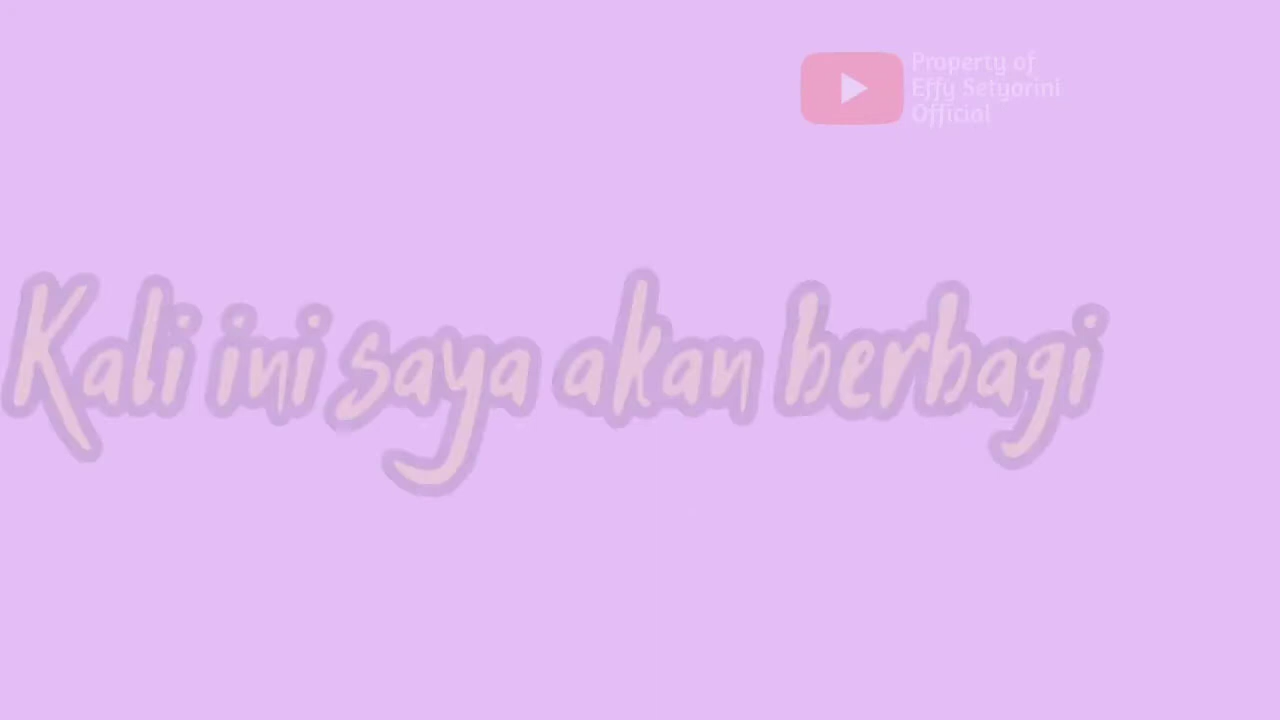 Property of
Effy Setyorini
Official
Kali ini saya akan berbagi